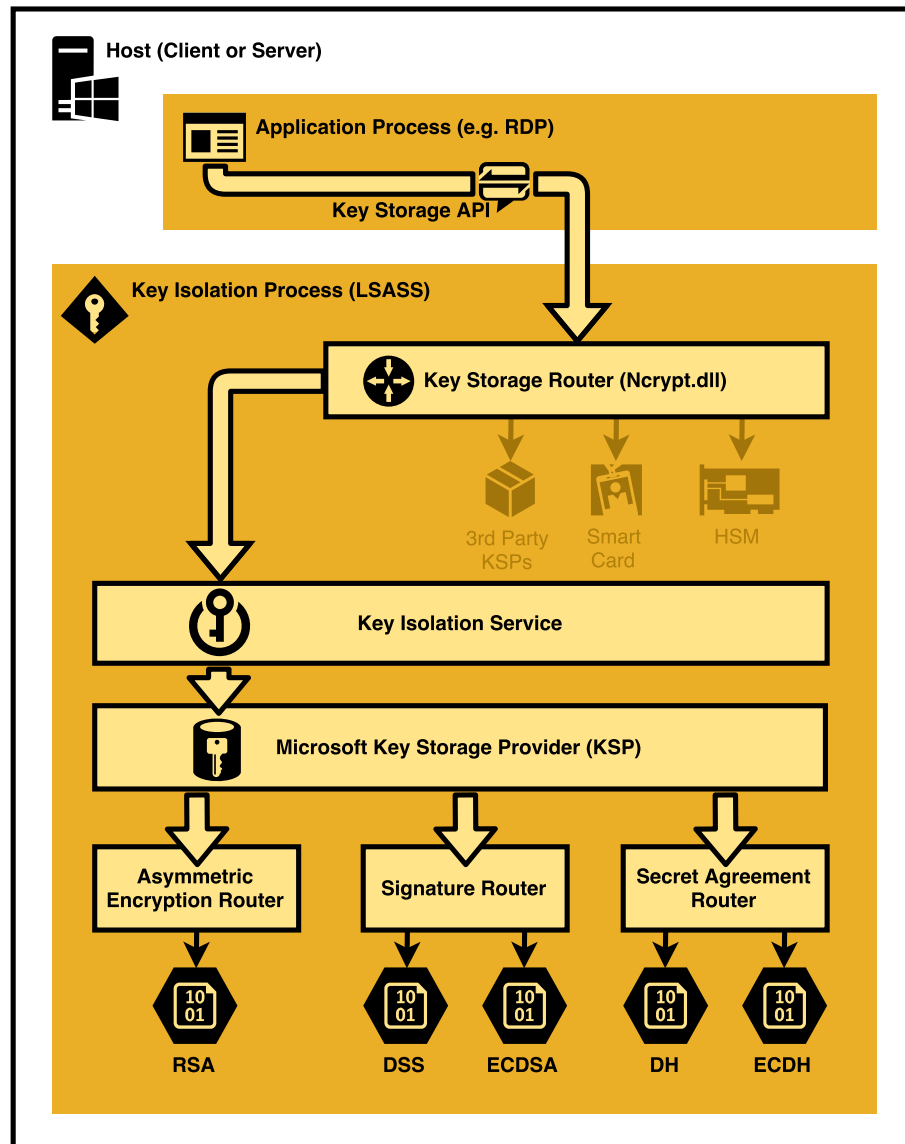 Host (Client or Server)
Application Process (e.g. RDP)
Key Storage API
Key Isolation Process (LSASS)
Key Storage Router (Ncrypt.dll)
3rd Party
KSPs
Smart
Card
HSM
Key Isolation Service
Microsoft Key Storage Provider (KSP)
Asymmetric
Encryption Router
Signature Router
Secret Agreement
Router
10
01
10
01
10
01
10
01
10
01
RSA
DSS
ECDSA
DH
ECDH